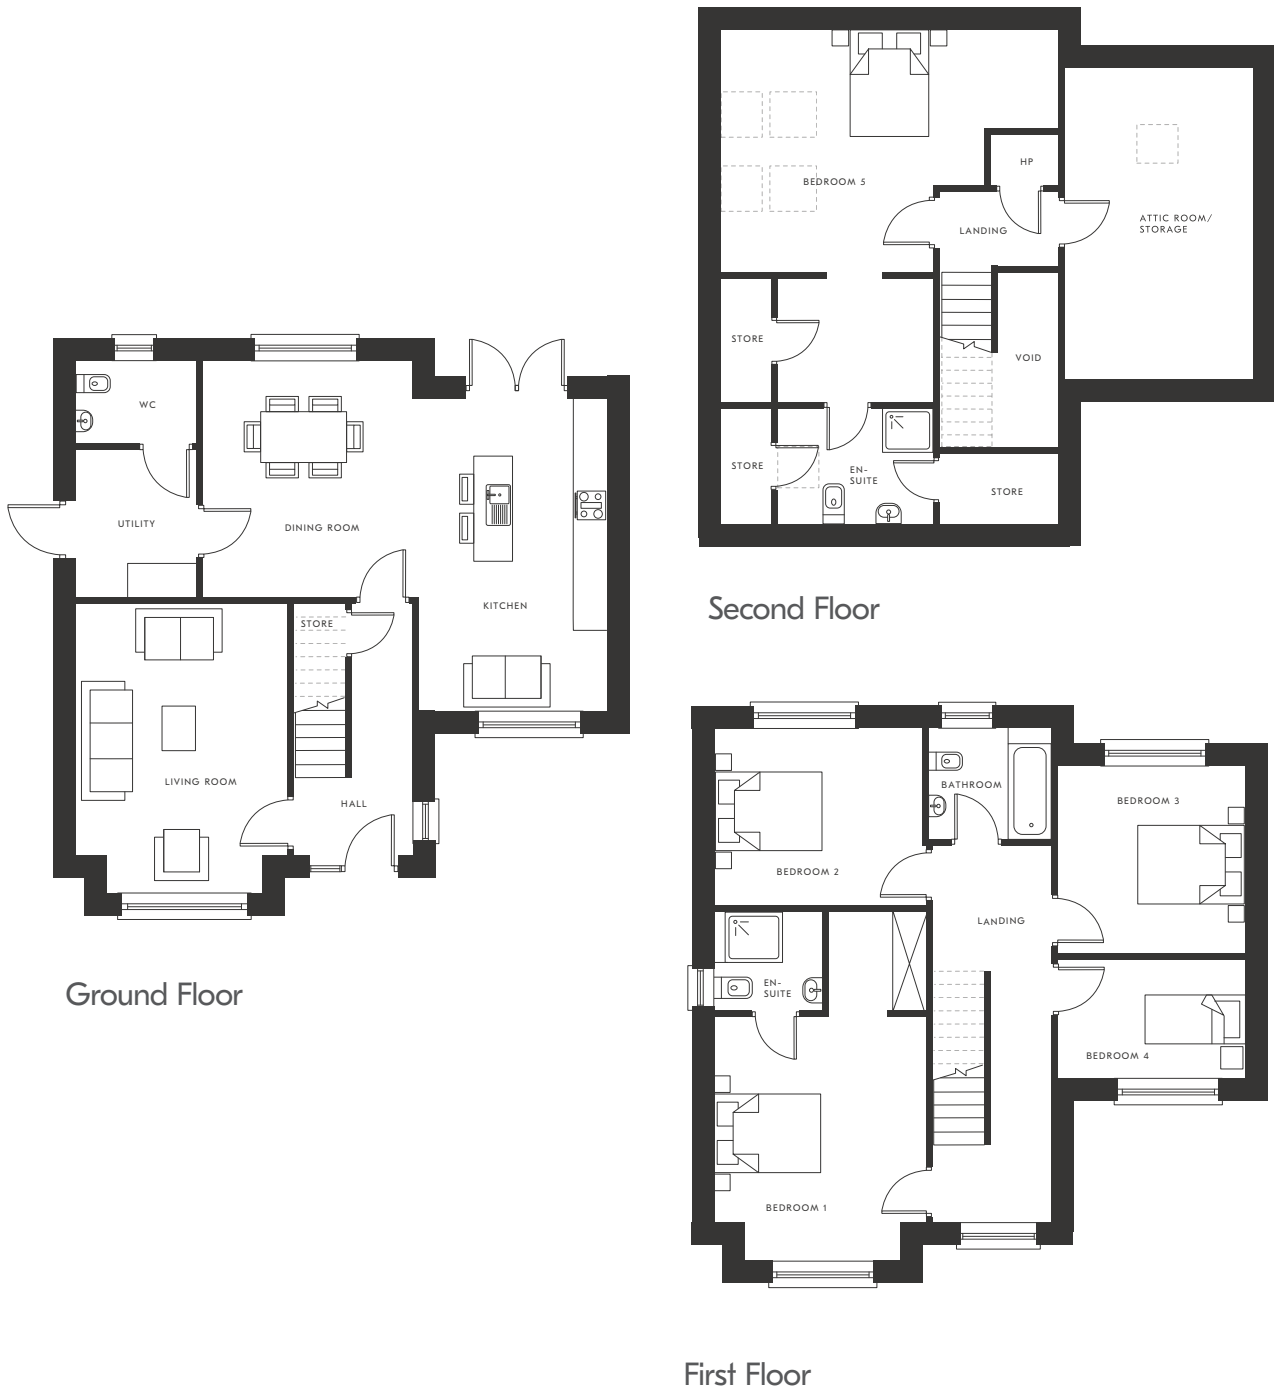 HP
BEDROOM 5
ATTIC ROOM/
STORAGE
LANDING
STORE
VOID
STORE
EN-
SUITE
STORE
Second Floor
WC
UTILITY
DINING ROOM
KITCHEN
STORE
LIVING ROOM
HALL
Ground Floor
BATHROOM
BEDROOM 3
BEDROOM 2
LANDING
EN-
SUITE
BEDROOM 4
BEDROOM 1
First Floor